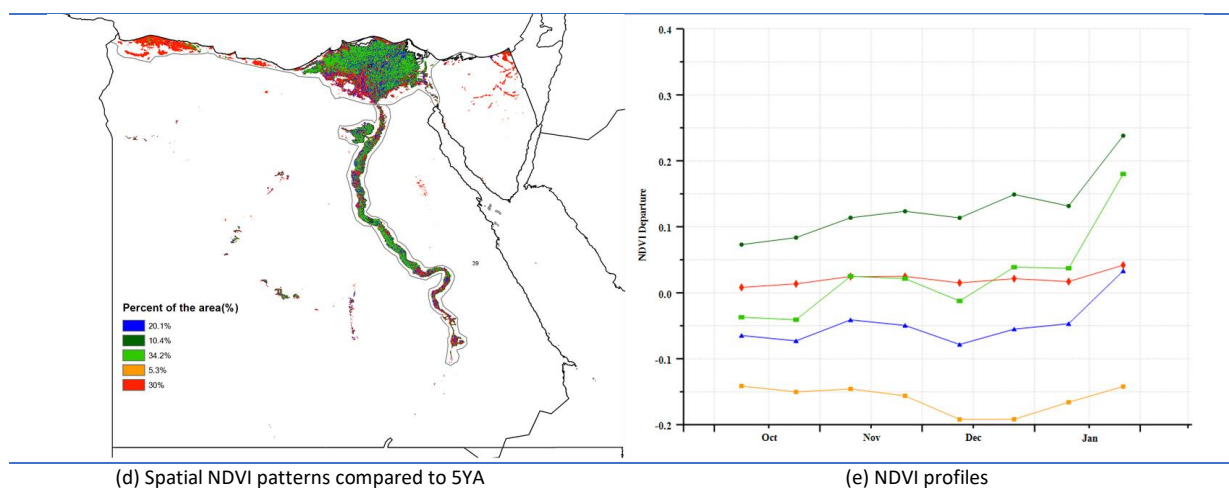 39
Percent of the area(%)
20.1%
10.4%
34.2%
5.3%
30%
(d) Spatial NDVI patterns compared to 5YA
0.4
0.3
0.2
0.1
0.0
-0.1
-0.2
NDVI Departure
Oct Nov Dec Jan
(e) NDVI profiles